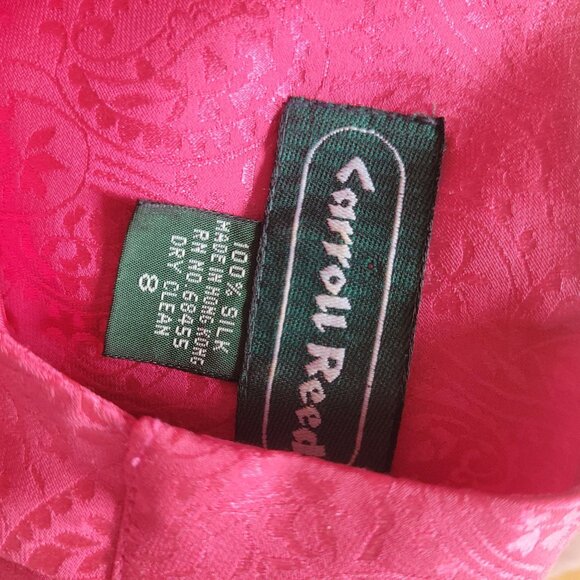 Carroll Reed
100% SILK
MADE IN HONG KONG
RN NO. 68455
DRY CLEAN
8